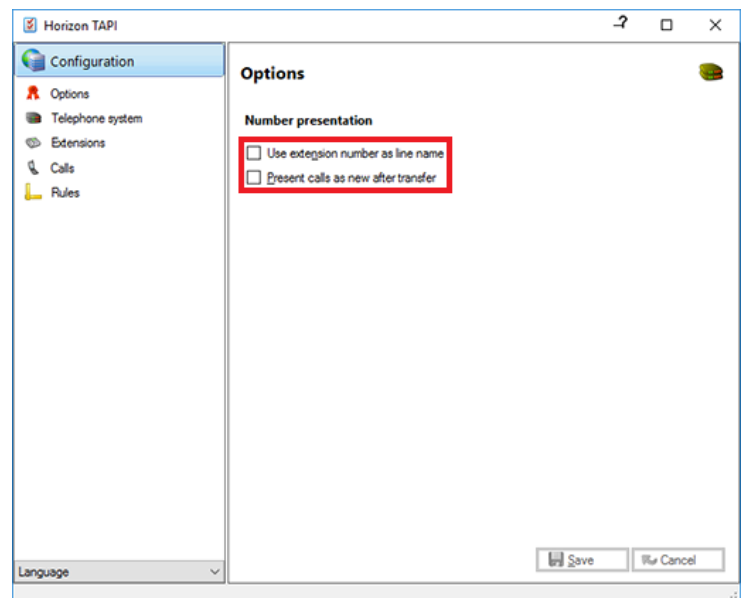 Horizon TAPI
Configuration
Options
Telephone system
Extensions
Calls
Rules
Language
Options
Number presentation
Use extension number as line name
Present calls as new after transfer
Save
Cancel